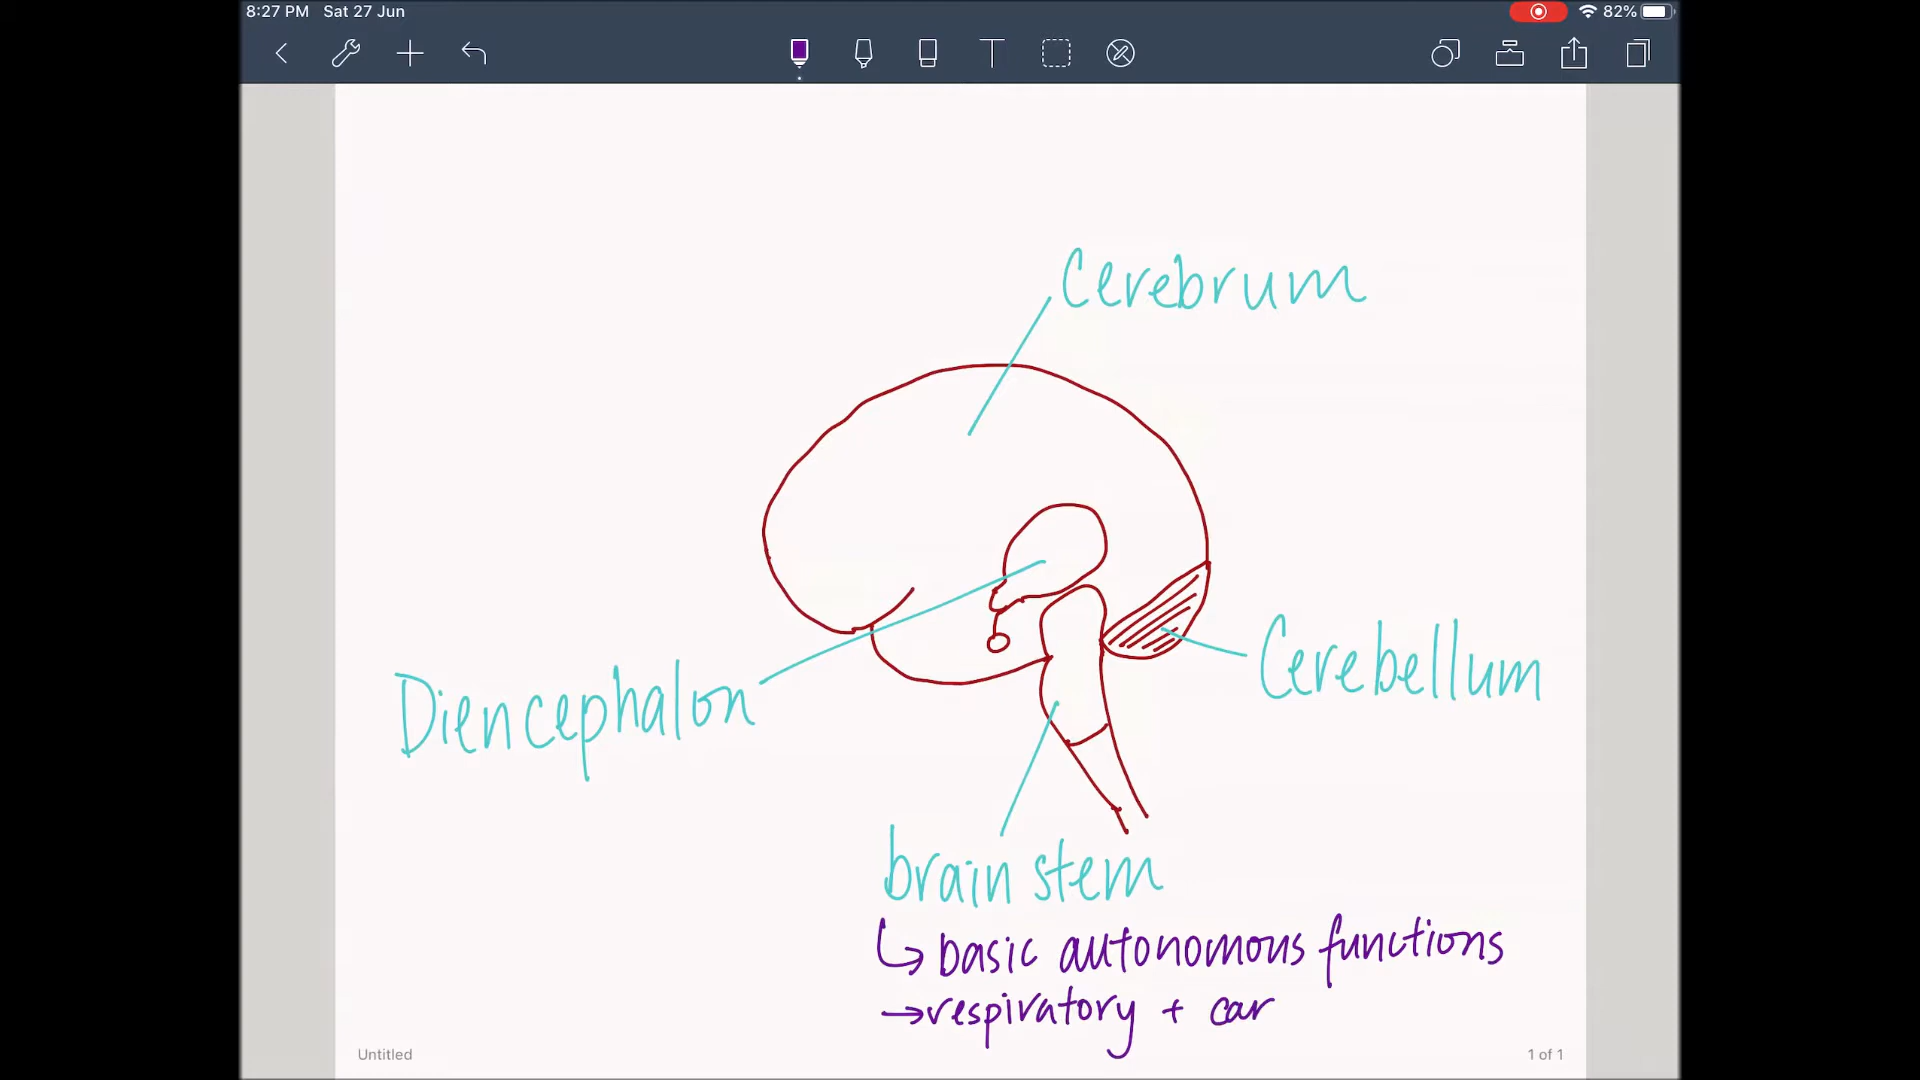 8:27 PM Sat 27 Jun
82%
Cerebrum
Cerebellum
Diencephalon
brain stem
basic autonomous functions
→respiratory + car
Untitled
1 of 1